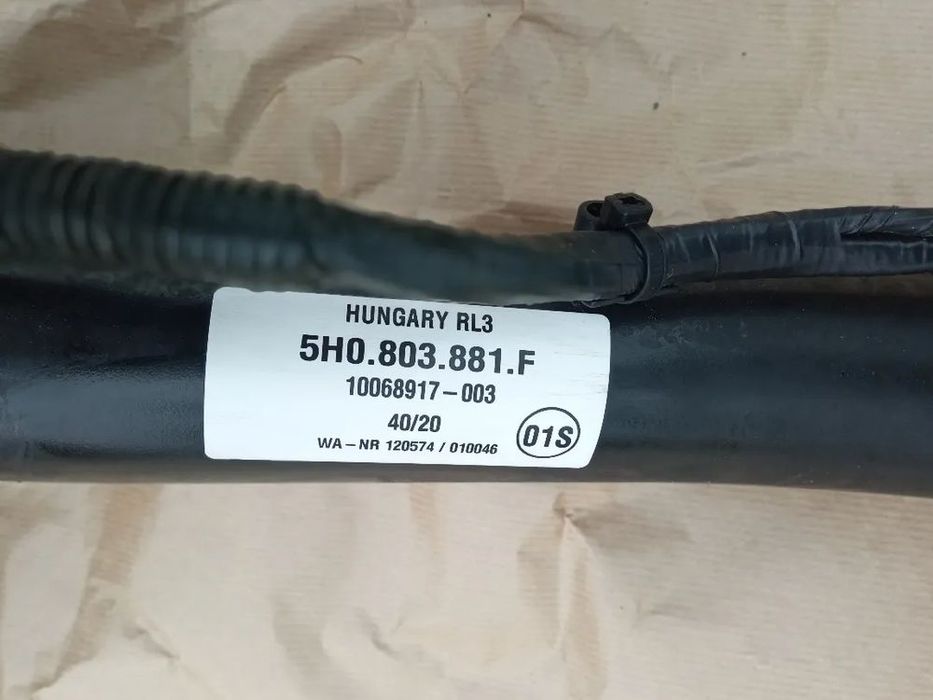 HUNGARY RL3
5H0.803.881.F
10068917-003
40/20
WA-NR 120574 / 010046
01S